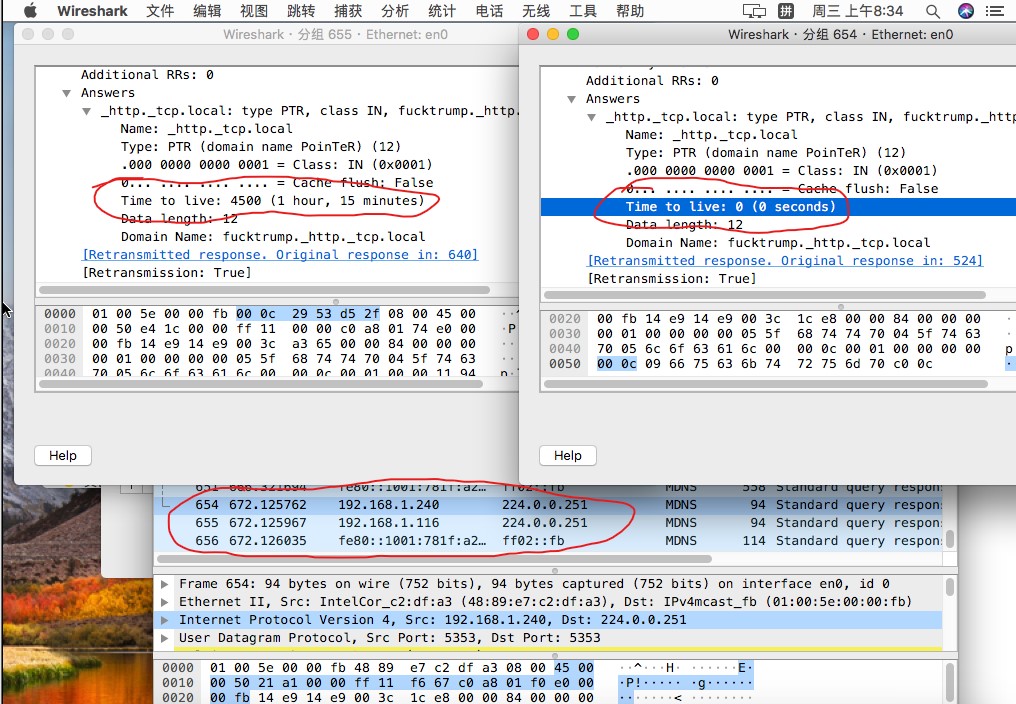 Wireshark 文件 编辑 视图 跳转 捕获 分析 统计 电话 无线 工具 帮助 拼 周三 上午8:34
Wireshark · 分组 655 · Ethernet: en0
Additional RRs: 0
Answers
_http._tcp.local: type PTR, class IN, fucktrump._http.
Name: _http._tcp.local
Type: PTR (domain name PoinTeR) (12)
.000 0000 0000 0001 = Class: IN (0x0001)
0... .... .... .... = Cache flush: False
Time to live: 4500 (1 hour, 15 minutes)
Data length: 12
Domain Name: fucktrump._http._tcp.local
[Retransmitted response. Original response in: 640]
[Retransmission: True]
0000 01 00 5e 00 00 fb 00 0c 29 53 d5 2f 08 00 45 00 ··^
0010 00 50 e4 1c 00 00 ff 11 00 00 c0 a8 01 74 e0 00 ·P
0020 00 fb 14 e9 14 e9 00 3c a3 65 00 00 84 00 00 00
0030 00 01 00 00 00 00 05 5f 68 74 74 70 04 5f 74 63
0040 70 05 6c 6f 63 61 6c 00 00 0c 00 01 00 00 11 94
Help
Wireshark · 分组 654 · Ethernet: en0
Additional RRs: 0
Answers
_http._tcp.local: type PTR, class IN, fucktrump._http
Name: _http._tcp.local
Type: PTR (domain name PoinTeR) (12)
.000 0000 0000 0001 = Class: IN (0x0001)
0... .... .... .... = Cache flush: False
Time to live: 0 (0 seconds)
Data length: 12
Domain Name: fucktrump._http._tcp.local
[Retransmitted response. Original response in: 524]
[Retransmission: True]
0020 00 fb 14 e9 14 e9 00 3c 1c e8 00 00 84 00 00 00
0030 00 01 00 00 00 00 05 5f 68 74 74 70 04 5f 74 63
0040 70 05 6c 6f 63 61 6c 00 00 0c 00 01 00 00 00 00 p
0050 00 0c 09 66 75 63 6b 74 72 75 6d 70 c0 0c
Help
651 666.321694 fe80::1001:781f:a2… ff02::fb MDNS 558 Standard query respon
654 672.125762 192.168.1.240 224.0.0.251 MDNS 94 Standard query respon
655 672.125967 192.168.1.116 224.0.0.251 MDNS 94 Standard query respon
656 672.126035 fe80::1001:781f:a2… ff02::fb MDNS 114 Standard query respon
Frame 654: 94 bytes on wire (752 bits), 94 bytes captured (752 bits) on interface en0, id 0
Ethernet II, Src: IntelCor_c2:df:a3 (48:89:e7:c2:df:a3), Dst: IPv4mcast_fb (01:00:5e:00:00:fb)
Internet Protocol Version 4, Src: 192.168.1.240, Dst: 224.0.0.251
User Datagram Protocol, Src Port: 5353, Dst Port: 5353
0000 01 00 5e 00 00 fb 48 89 e7 c2 df a3 08 00 45 00 ··^···H· ······E·
0010 00 50 21 a1 00 00 ff 11 f6 67 c0 a8 01 f0 e0 00 ·P!····· ·g······
0020 00 fb 14 e9 14 e9 00 3c 1c e8 00 00 84 00 00 00 ·······< ········